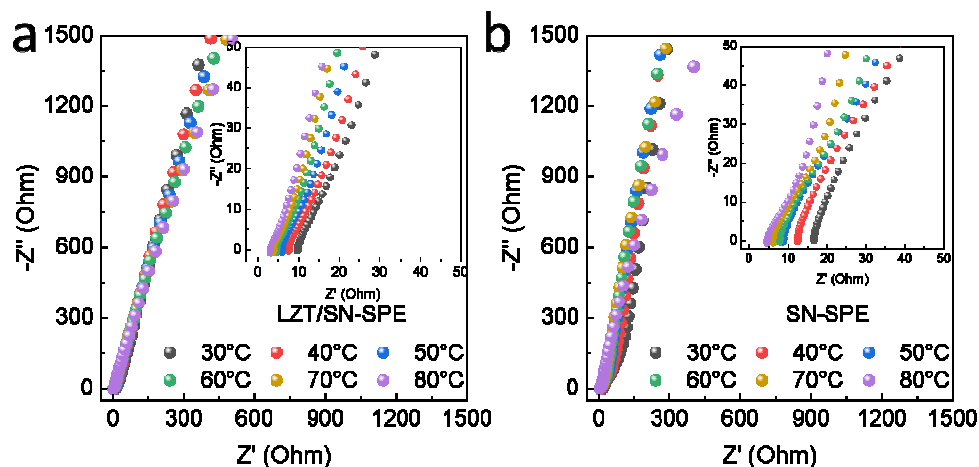 a
-Z'' (Ohm)
1500
1200
900
600
300
0
0 300 600 900 1200 1500
Z' (Ohm)
-Z'' (Ohm)
50
40
30
20
10
0
0 10 20 30 40 50
Z' (Ohm)
LZT/SN-SPE
30°C 40°C 50°C
60°C 70°C 80°C
b
-Z'' (Ohm)
1500
1200
900
600
300
0
0 300 600 900 1200 1500
Z' (Ohm)
-Z'' (Ohm)
50
40
30
20
10
0
0 10 20 30 40 50
Z' (Ohm)
SN-SPE
30°C 40°C 50°C
60°C 70°C 80°C